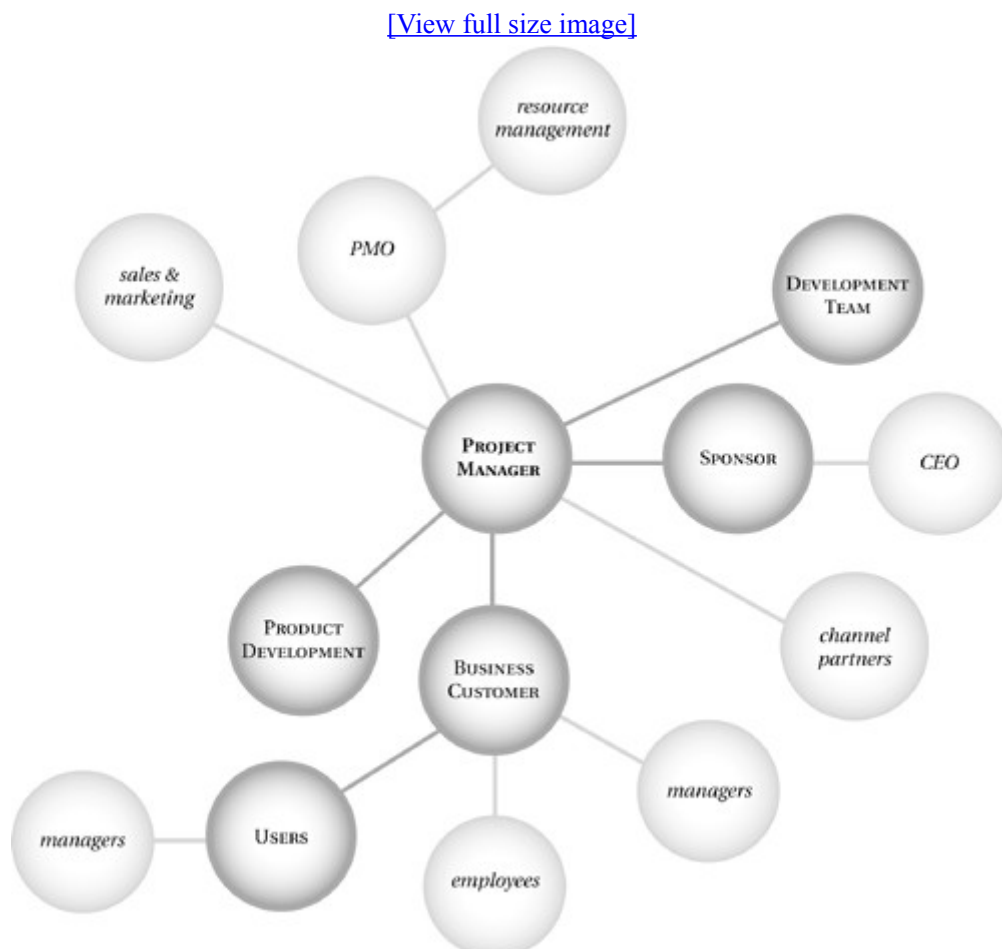 [View full size image]
resource
management
PMO
sales &
marketing
DEVELOPMENT
TEAM
PROJECT
MANAGER
SPONSOR
CEO
PRODUCT
DEVELOPMENT
BUSINESS
CUSTOMER
channel
partners
managers
managers
USERS
employees